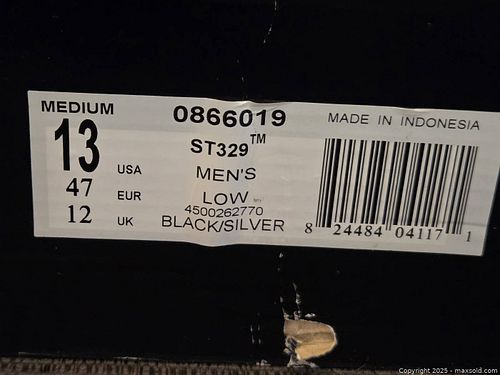 MEDIUM
13 USA
47 EUR
12 UK
0866019
ST329™
MEN'S
LOW
4500262770
BLACK/SILVER
MADE IN INDONESIA
8 24484 04117 1
Copyright © 2025 - maxsold.com